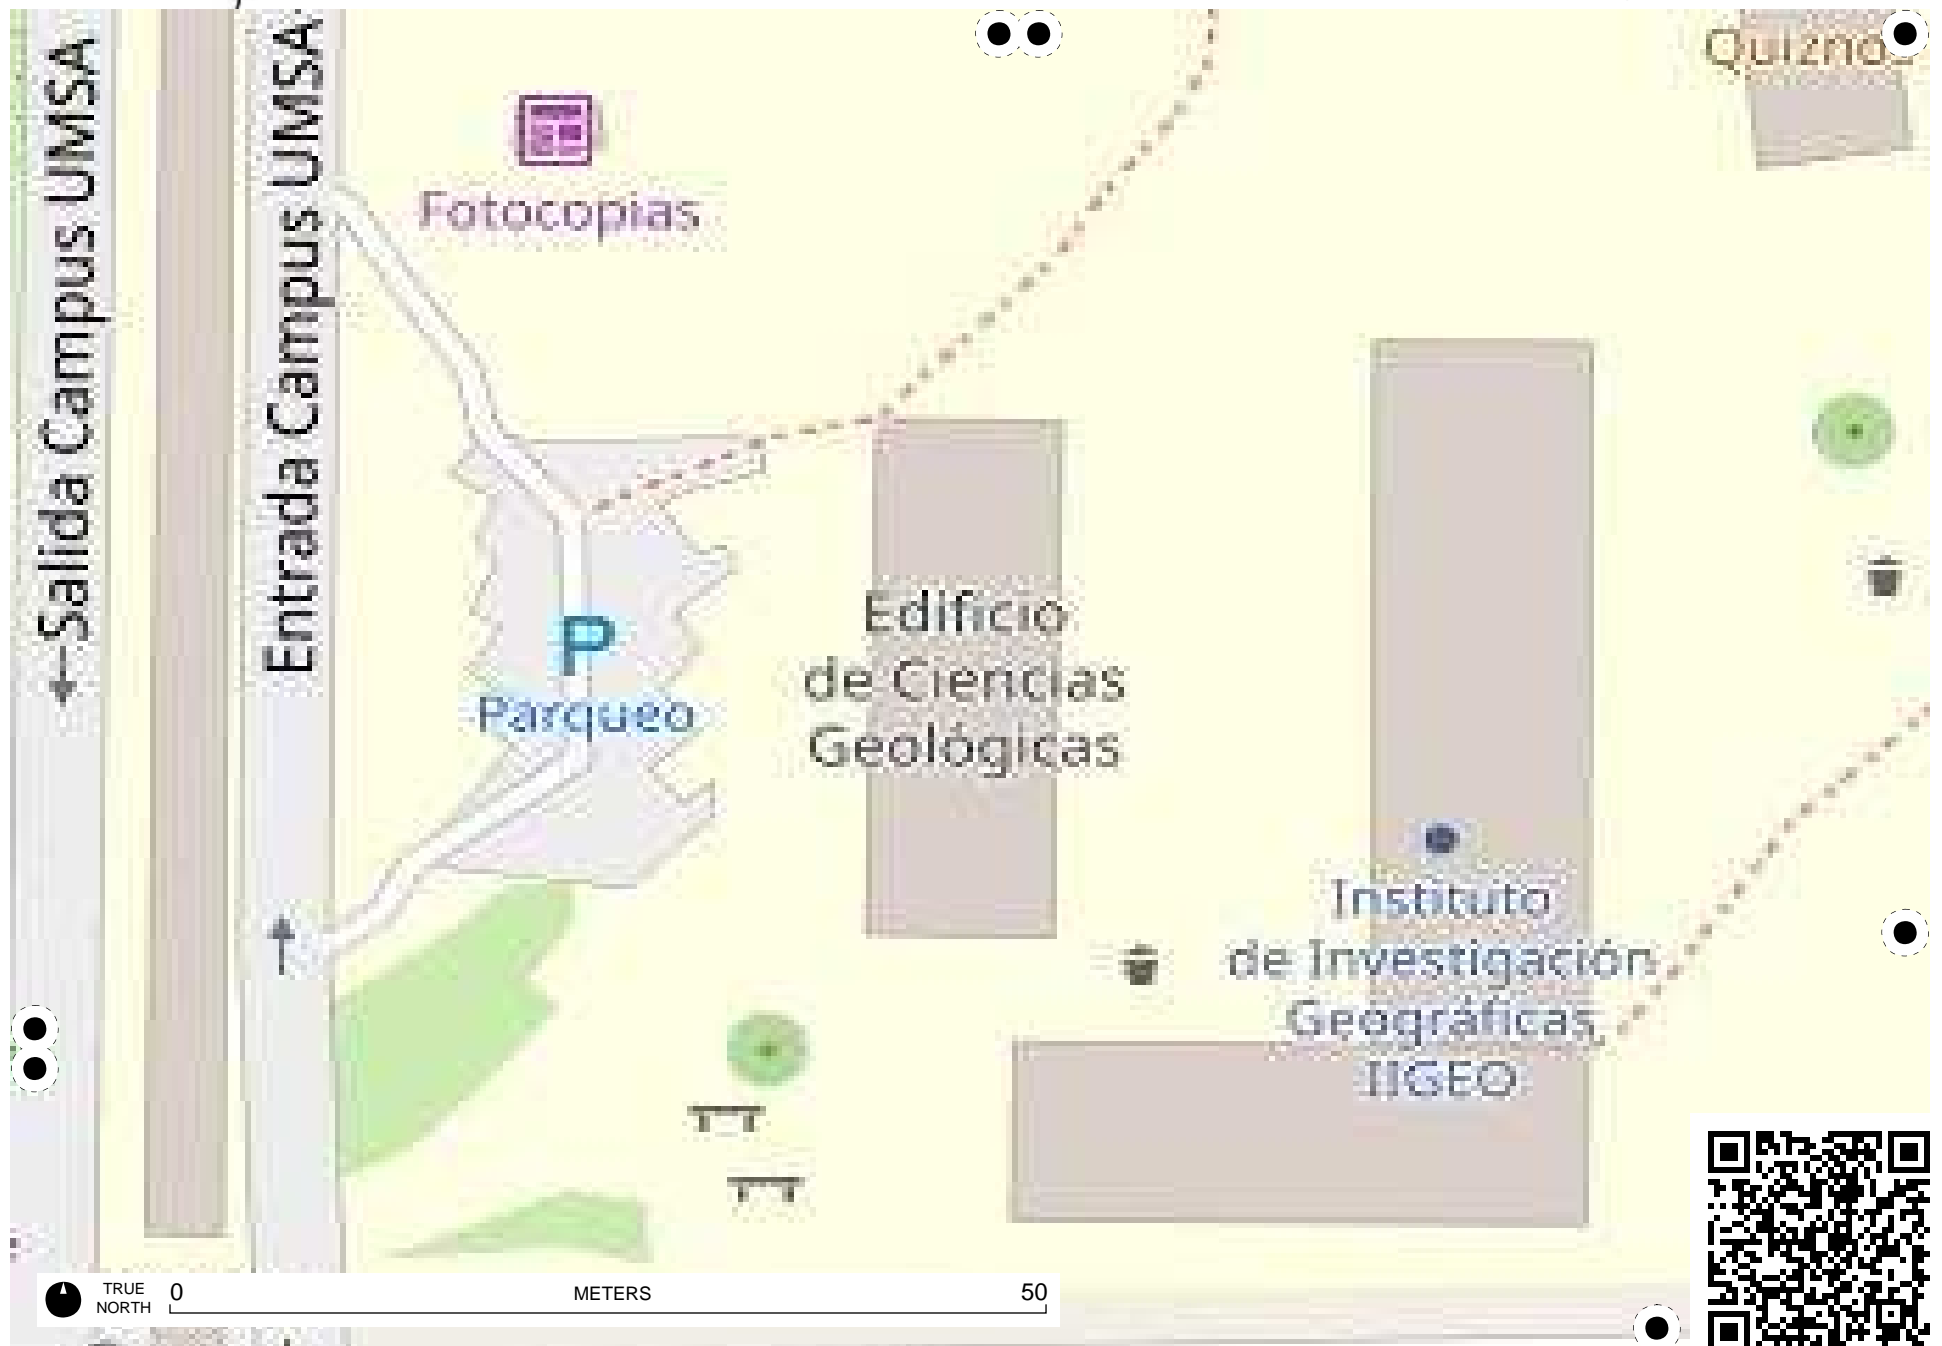 Salida Campus UMSA
Entrada Campus UMSA
Fotocopias
Quizno
P
Parqueo
Edificio
de Ciencias
Geológicas
Instituto
de Investigación
Geográficas
IIGEO
TRUE
NORTH
0
METERS
50